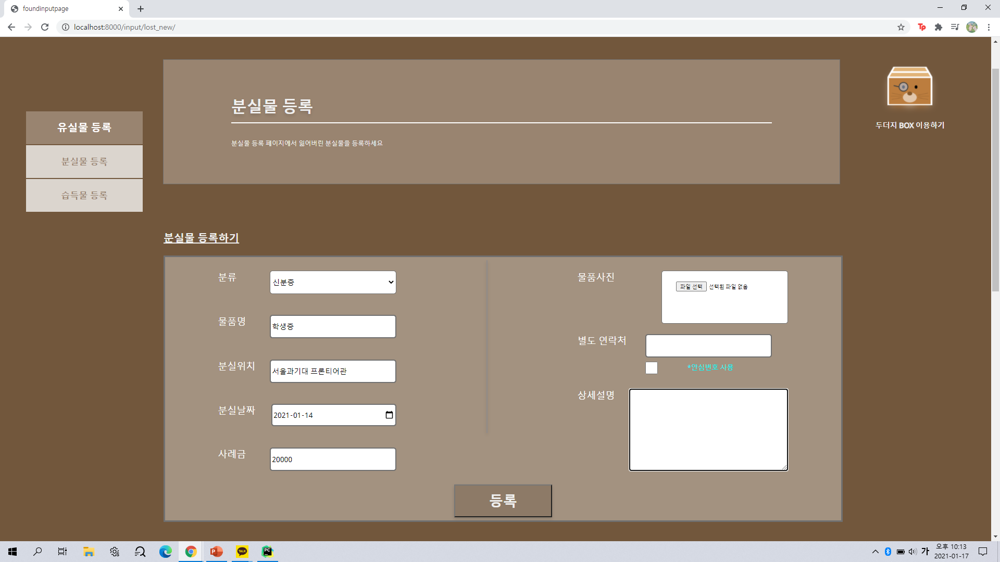 foundinputpage
localhost:8000/input/lost_new/
분실물 등록
분실물 등록 페이지에서 잃어버린 분실물을 등록하세요
두더지 BOX 이용하기
유실물 등록
분실물 등록
습득물 등록
분실물 등록하기
분류
신분증
물품명
학생증
분실위치
서울과기대 프론티어관
분실날짜
2021-01-14
사례금
20000
물품사진
파일 선택 선택된 파일 없음
별도 연락처
*안심번호 사용
상세설명
등록
Tp
P
TALK
PC
가
오후 10:13
2021-01-17